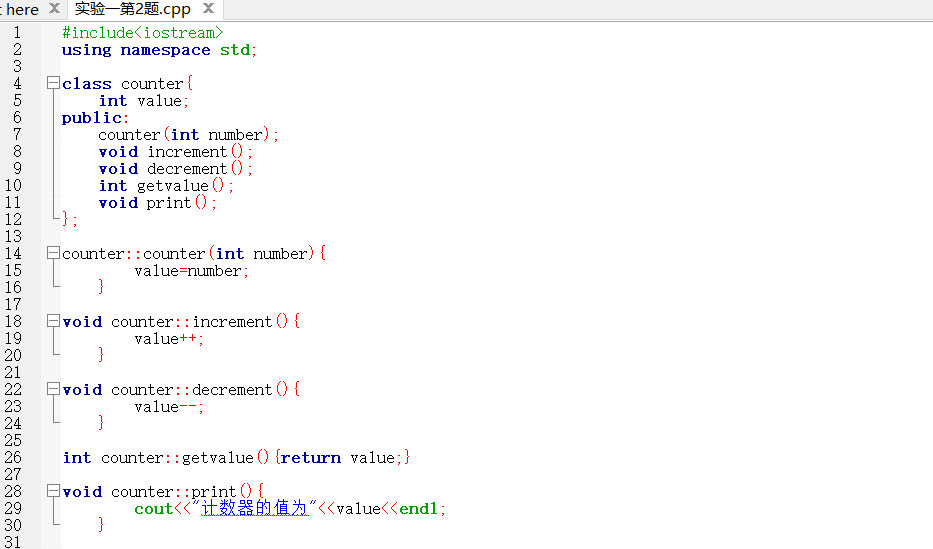 t here 实验一第2题.cpp
1 #include<iostream>
2 using namespace std;
3
4 class counter{
5 int value;
6 public:
7 counter(int number);
8 void increment();
9 void decrement();
10 int getvalue();
11 void print();
12 };
13
14 counter::counter(int number){
15 value=number;
16 }
17
18 void counter::increment(){
19 value++;
20 }
21
22 void counter::decrement(){
23 value--;
24 }
25
26 int counter::getvalue(){return value;}
27
28 void counter::print(){
29 cout<<"计数器的值为"<<value<<endl;
30 }
31